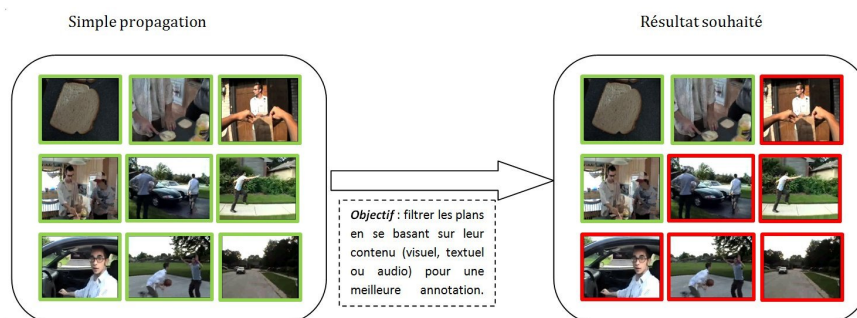 Simple propagation
Résultat souhaité
Objectif : filtrer les plans
en se basant sur leur
contenu (visuel, textuel
ou audio) pour une
meilleure annotation.